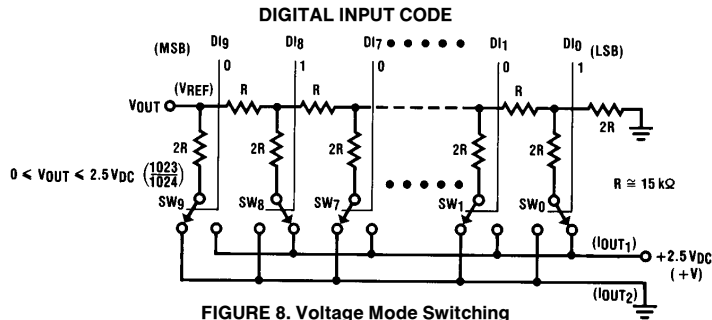 DIGITAL INPUT CODE
(MSB) DI9 DI8 DI7 DI1 DI0 (LSB)
0 1 0 0 1
(VREF) R R R
VOUT
2R 2R 2R 2R 2R 2R
0 ≤ VOUT ≤ 2.5VDC (1023/1024)
R ≅ 15 kΩ
SW9 SW8 SW7 SW1 SW0
(IOUT1) +2.5VDC
(+V)
(IOUT2)
FIGURE 8. Voltage Mode Switching